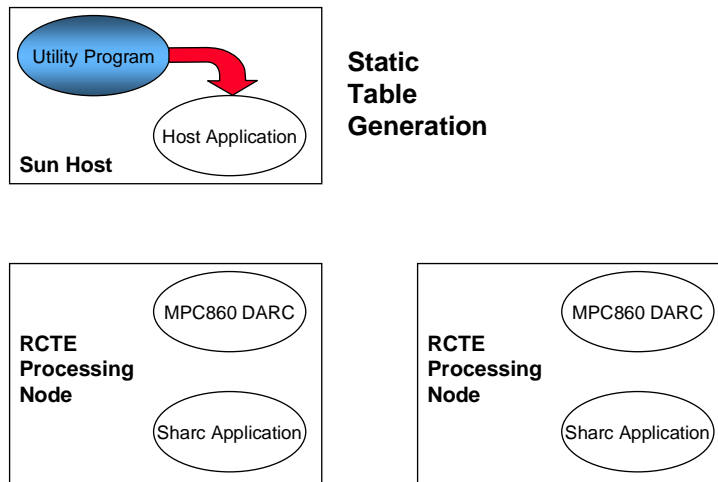 Utility Program
Host Application
Sun Host
Static
Table
Generation
MPC860 DARC
RCTE
Processing
Node
Sharc Application
MPC860 DARC
RCTE
Processing
Node
Sharc Application